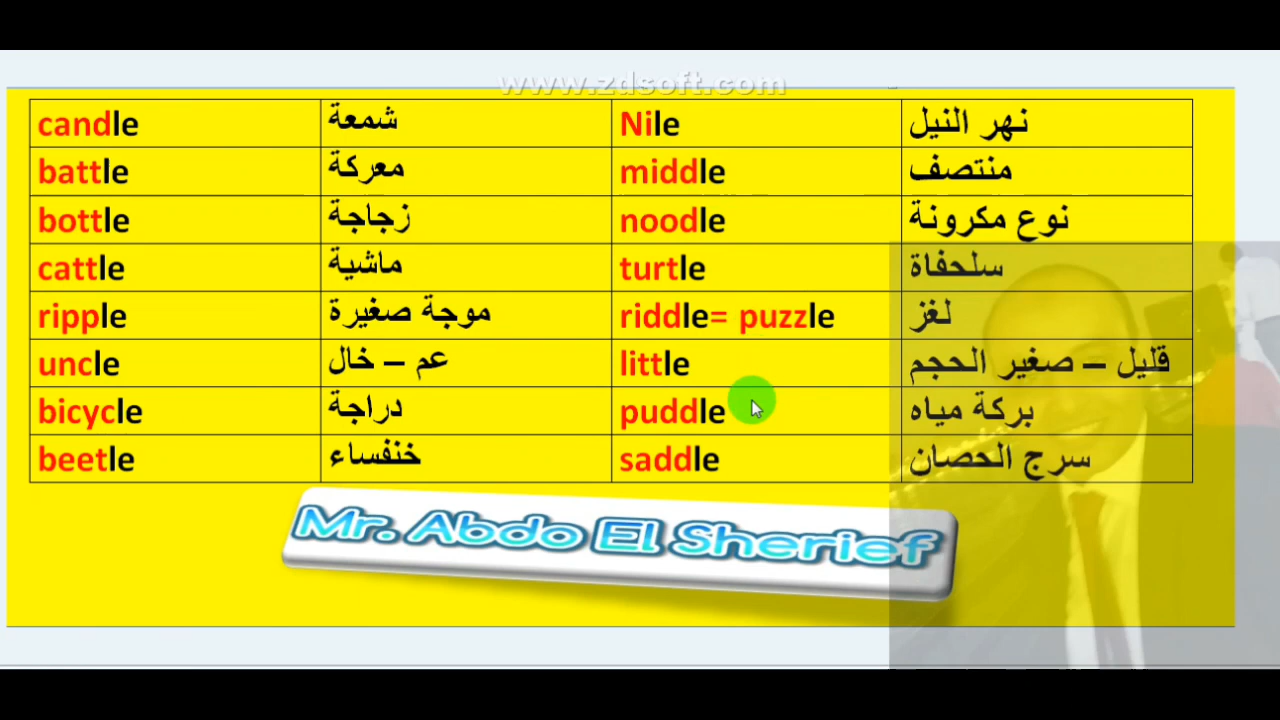 www.zdsoft.com
candle شمعة Nile نهر النيل
battle معركة middle منتصف
bottle زجاجة noodle نوع مكرونة
cattle ماشية turtle سلحفاة
ripple موجة صغيرة riddle= puzzle لغز
uncle عم – خال little قليل – صغير الحجم
bicycle دراجة puddle بركة مياه
beetle خنفساء saddle سرج الحصان
Mr. Abdo El Sherief